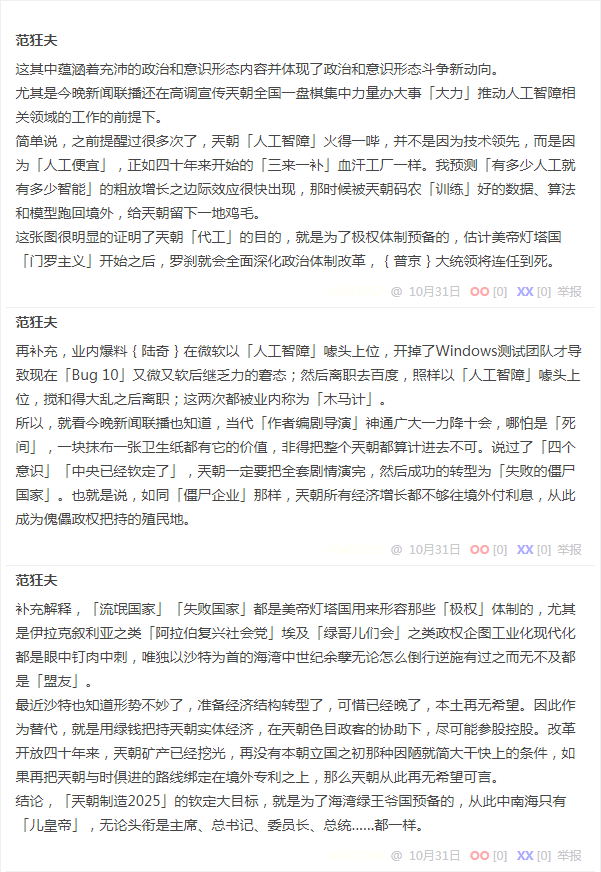 范狂夫
这其中蕴涵着充沛的政治和意识形态内容并体现了政治和意识形态斗争新动向。
尤其是今晚新闻联播还在高调宣传天朝全国一盘棋集中力量办大事「大力」推动人工智障相
关领域的工作的前提下。
简单说，之前提醒过很多次了，天朝「人工智障」火得一哔，并不是因为技术领先，而是因
为「人工便宜」，正如四十年来开始的「三来一补」血汗工厂一样。我预测「有多少人工就
有多少智能」的粗放增长之边际效应很快出现，那时候被天朝码农「训练」好的数据、算法
和模型跑回境外，给天朝留下一地鸡毛。
这张图很明显的证明了天朝「代工」的目的，就是为了极权体制预备的，估计美帝灯塔国
「门罗主义」开始之后，罗刹就会全面深化政治体制改革，｛普京｝大统领将连任到死。
@ 10月31日 OO [0] XX [0] 举报
范狂夫
再补充，业内爆料｛陆奇｝在微软以「人工智障」噱头上位，开掉了Windows测试团队才导
致现在「Bug 10」又微又软后继乏力的窘态；然后离职去百度，照样以「人工智障」噱头上
位，搅和得大乱之后离职；这两次都被业内称为「木马计」。
所以，就看今晚新闻联播也知道，当代「作者编剧导演」神通广大一力降十会，哪怕是「死
间」，一块抹布一张卫生纸都有它的价值，非得把整个天朝都算计进去不可。说过了「四个
意识」「中央已经钦定了」，天朝一定要把全套剧情演完，然后成功的转型为「失败的僵尸
国家」。也就是说，如同「僵尸企业」那样，天朝所有经济增长都不够往境外付利息，从此
成为傀儡政权把持的殖民地。
@ 10月31日 OO [0] XX [0] 举报
范狂夫
补充解释，「流氓国家」「失败国家」都是美帝灯塔国用来形容那些「极权」体制的，尤其
是伊拉克叙利亚之类「阿拉伯复兴社会党」埃及「绿哥儿们会」之类政权企图工业化现代化
都是眼中钉肉中刺，唯独以沙特为首的海湾中世纪余孽无论怎么倒行逆施有过之而无不及都
是「盟友」。
最近沙特也知道形势不妙了，准备经济结构转型了，可惜已经晚了，本土再无希望。因此作
为替代，就是用绿钱把持天朝实体经济，在天朝色目政客的协助下，尽可能参股控股。改革
开放四十年来，天朝矿产已经挖光，再没有本朝立国之初那种因陋就简大干快上的条件，如
果再把天朝与时俱进的路线绑定在境外专利之上，那么天朝从此再无希望可言。
结论，「天朝制造2025」的钦定大目标，就是为了海湾绿王爷国预备的，从此中南海只有
「儿皇帝」，无论头衔是主席、总书记、委员长、总统......都一样。
@ 10月31日 OO [0] XX [0] 举报